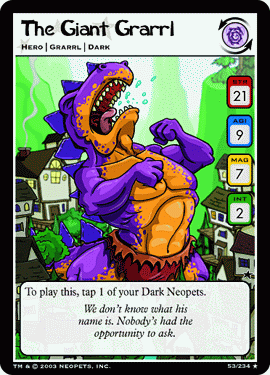 The Giant Grarrl
Hero | Grarrl | Dark
STR
21
AGI
9
MAG
7
INT
2
To play this, tap 1 of your Dark Neopets.
We don't know what his
name is. Nobody's had the
opportunity to ask.
TM & © 2003 NEOPETS, INC.
53/234 ★